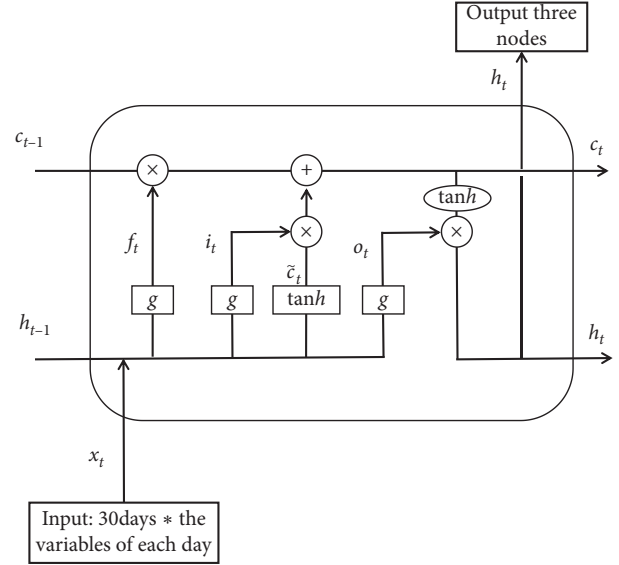 Output three
nodes
h_t
c_{t–1}
c_t
×
+
tanh
f_t
i_t
×
o_t
×
c̃_t
g
g
tanh
g
h_{t–1}
h_t
x_t
Input: 30days * the
variables of each day